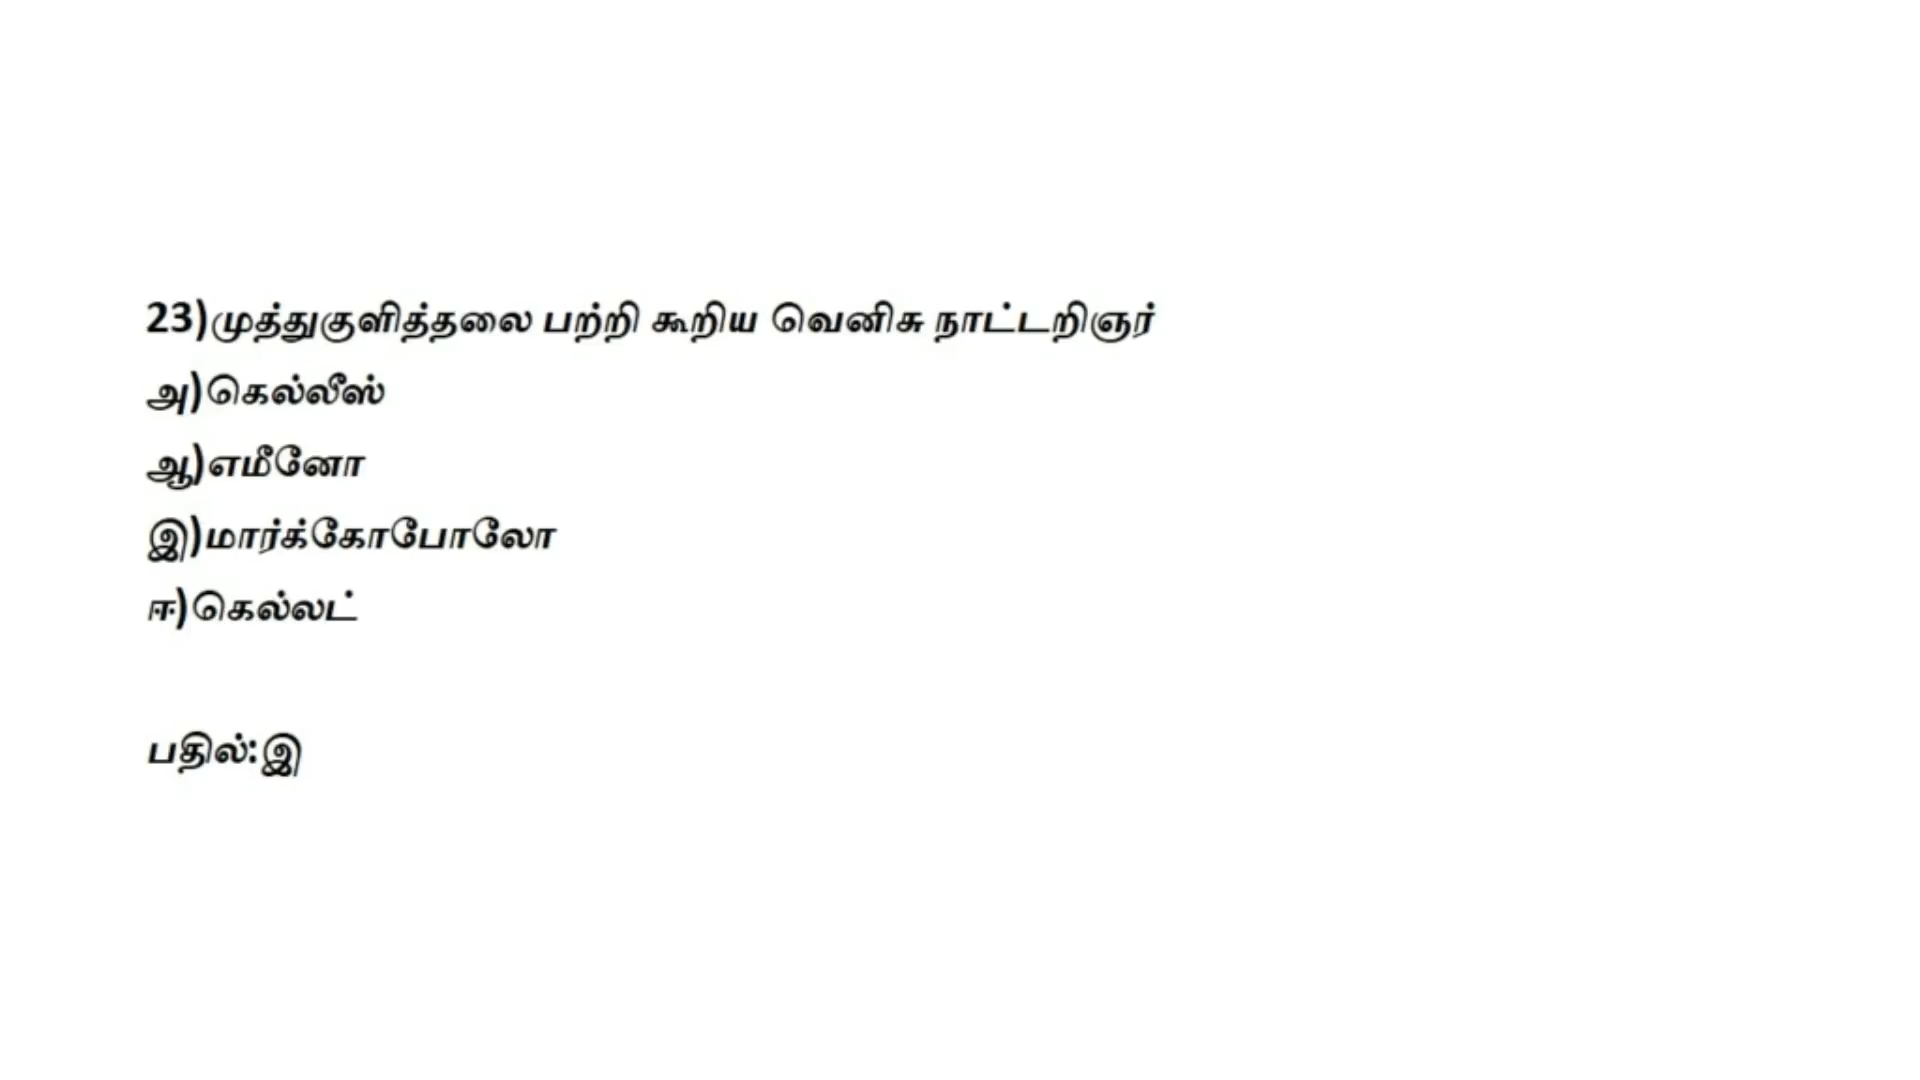 23)முத்துகுளித்தலை பற்றி கூறிய வெனிசு நாட்டறிஞர்
அ)கெல்லீஸ்
ஆ)எமீனோ
இ)மார்க்கோபோலோ
ஈ)கெல்லட்
பதில்:இ